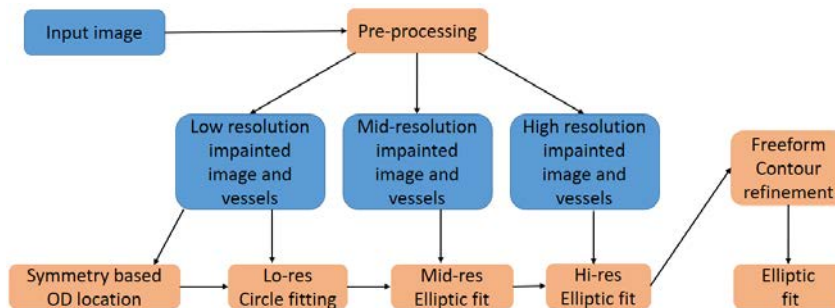 Input image
Pre-processing
Low resolution
impainted
image and
vessels
Mid-resolution
impainted
image and
vessels
High resolution
impainted
image and
vessels
Freeform
Contour
refinement
Symmetry based
OD location
Lo-res
Circle fitting
Mid-res
Elliptic fit
Hi-res
Elliptic fit
Elliptic
fit